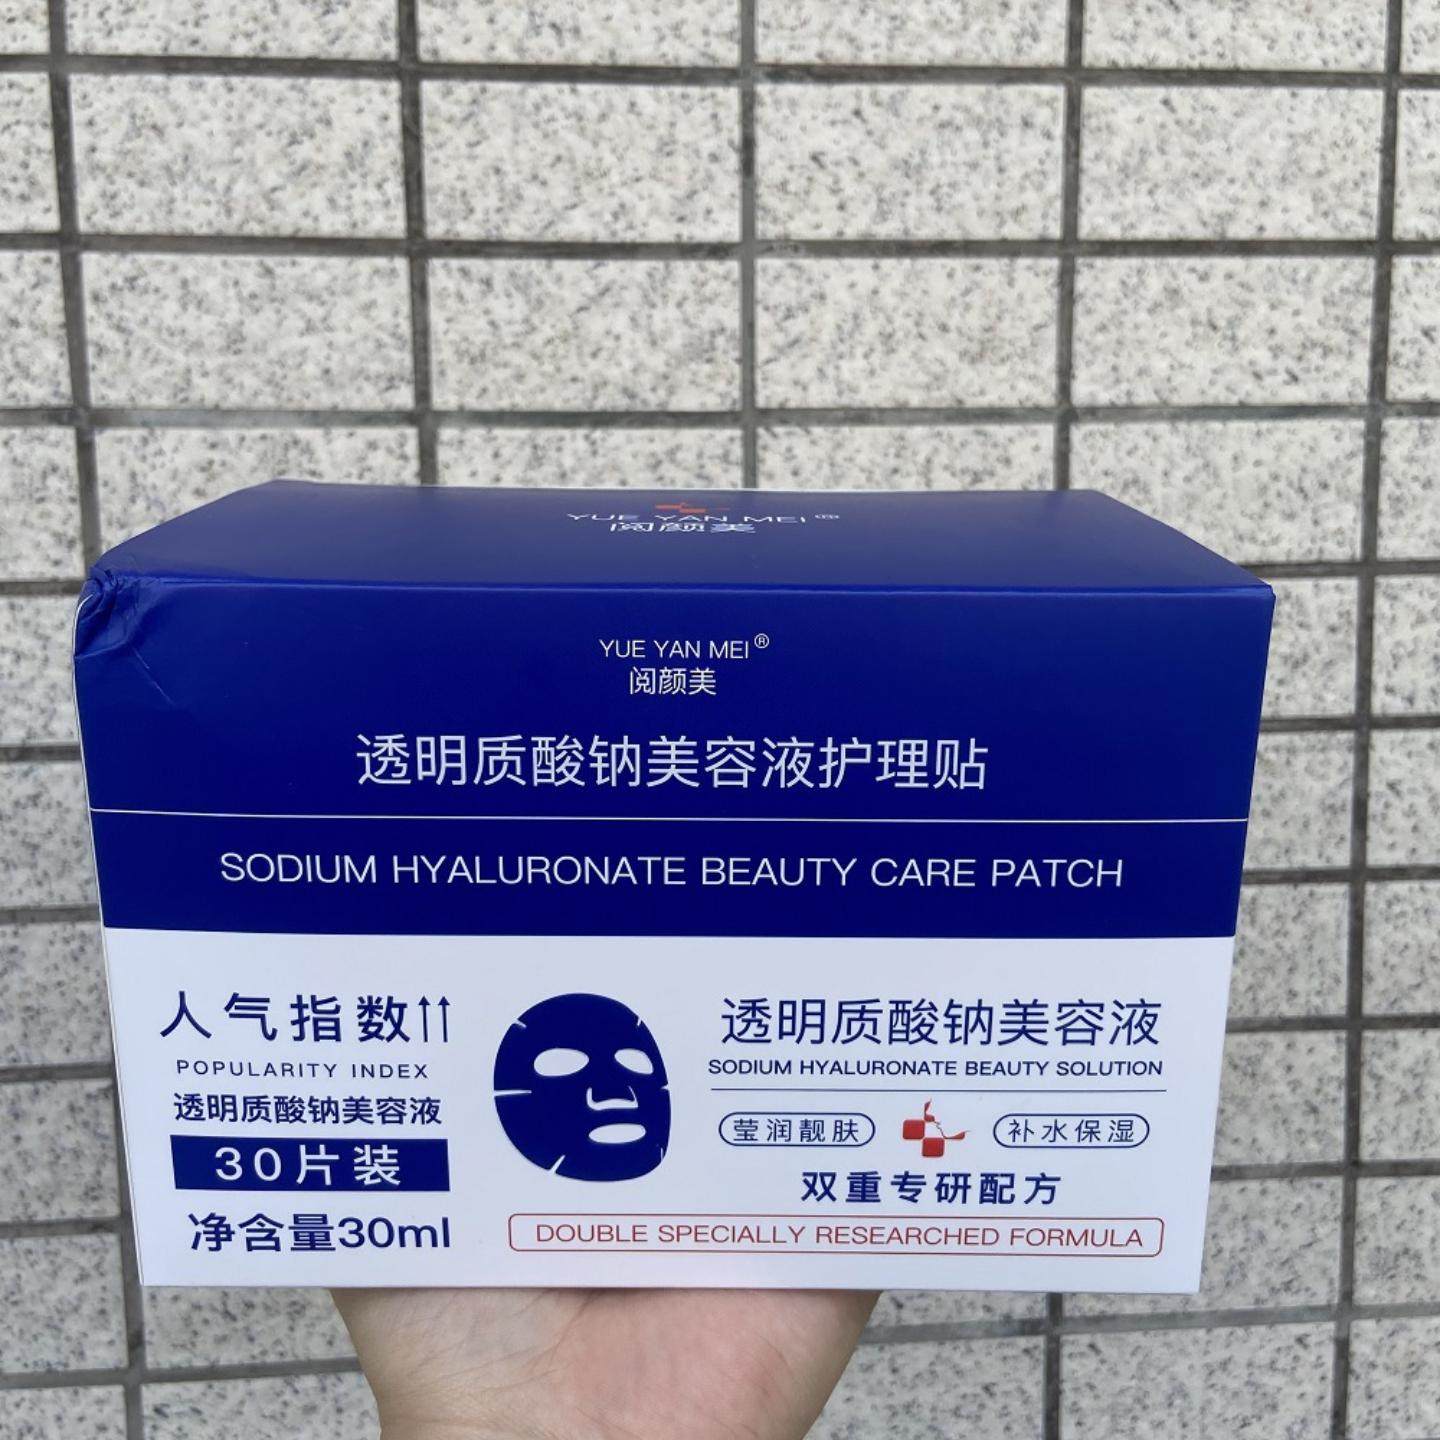 YUE YAN MEI®
阅颜美
YUE YAN MEI®
阅颜美
透明质酸钠美容液护理贴
SODIUM HYALURONATE BEAUTY CARE PATCH
人气指数↑↑
POPULARITY INDEX
透明质酸钠美容液
30片装
净含量30ml
透明质酸钠美容液
SODIUM HYALURONATE BEAUTY SOLUTION
莹润靓肤 补水保湿
双重专研配方
DOUBLE SPECIALLY RESEARCHED FORMULA